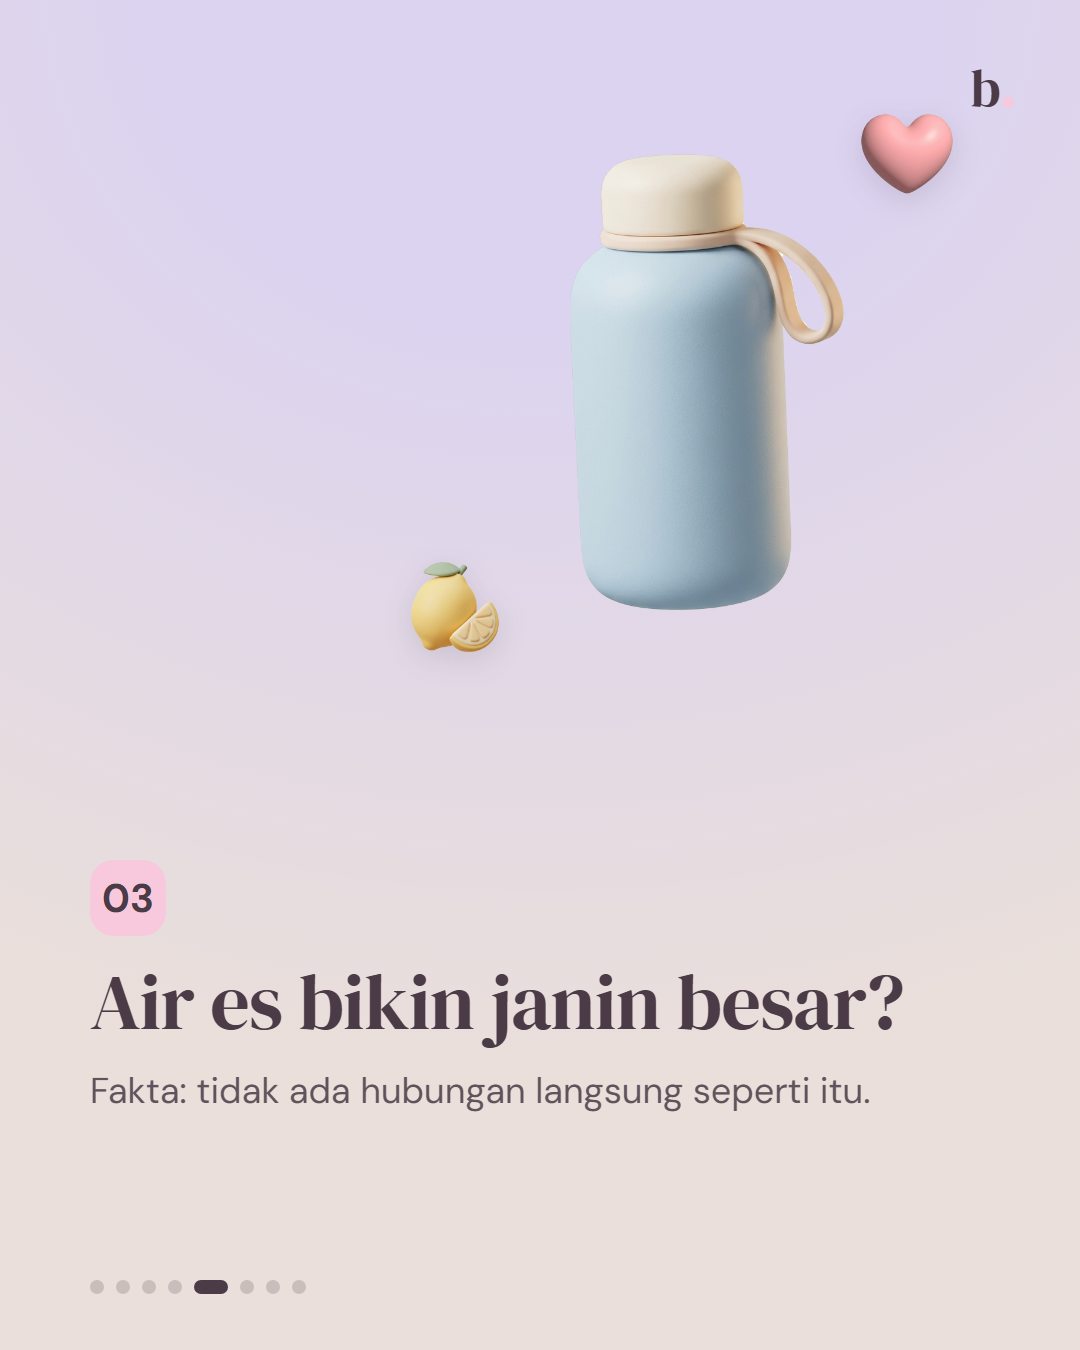 b.
03
Air es bikin janin besar?
Fakta: tidak ada hubungan langsung seperti itu.